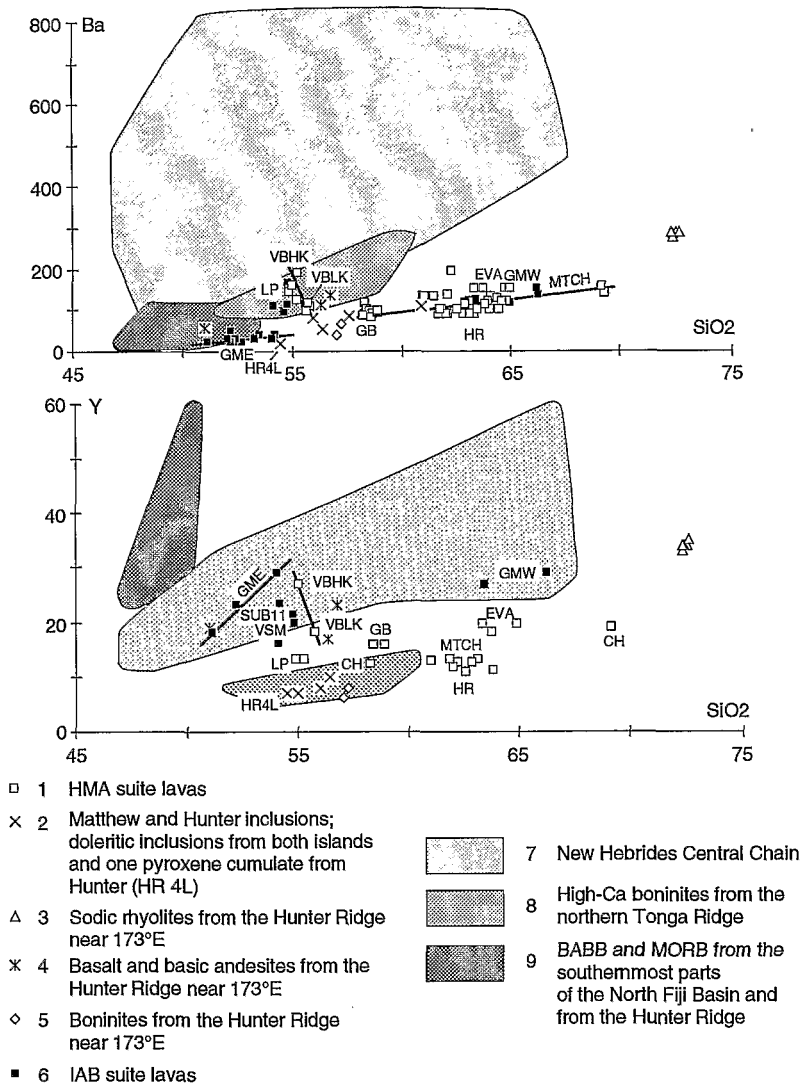 800 Ba
600
400
200
0
VBHK
LP
VBLK
EVA GMW MTCH
GB
HR
GME
HR4L
SiO2
45 55 65 75
60 Y
40
20
0
GME
VBHK
GMW
SUB11
VSM
VBLK
GB
EVA
LP
CH
MTCH
CH
HR
HR4L
SiO2
45 55 65 75
1 HMA suite lavas
2 Matthew and Hunter inclusions;
doleritic inclusions from both islands
and one pyroxene cumulate from
Hunter (HR 4L)
3 Sodic rhyolites from the Hunter Ridge
near 173°E
4 Basalt and basic andesites from the
Hunter Ridge near 173°E
5 Boninites from the Hunter Ridge
near 173°E
6 IAB suite lavas
7 New Hebrides Central Chain
8 High-Ca boninites from the
northern Tonga Ridge
9 BABB and MORB from the
southernmost parts
of the North Fiji Basin and
from the Hunter Ridge